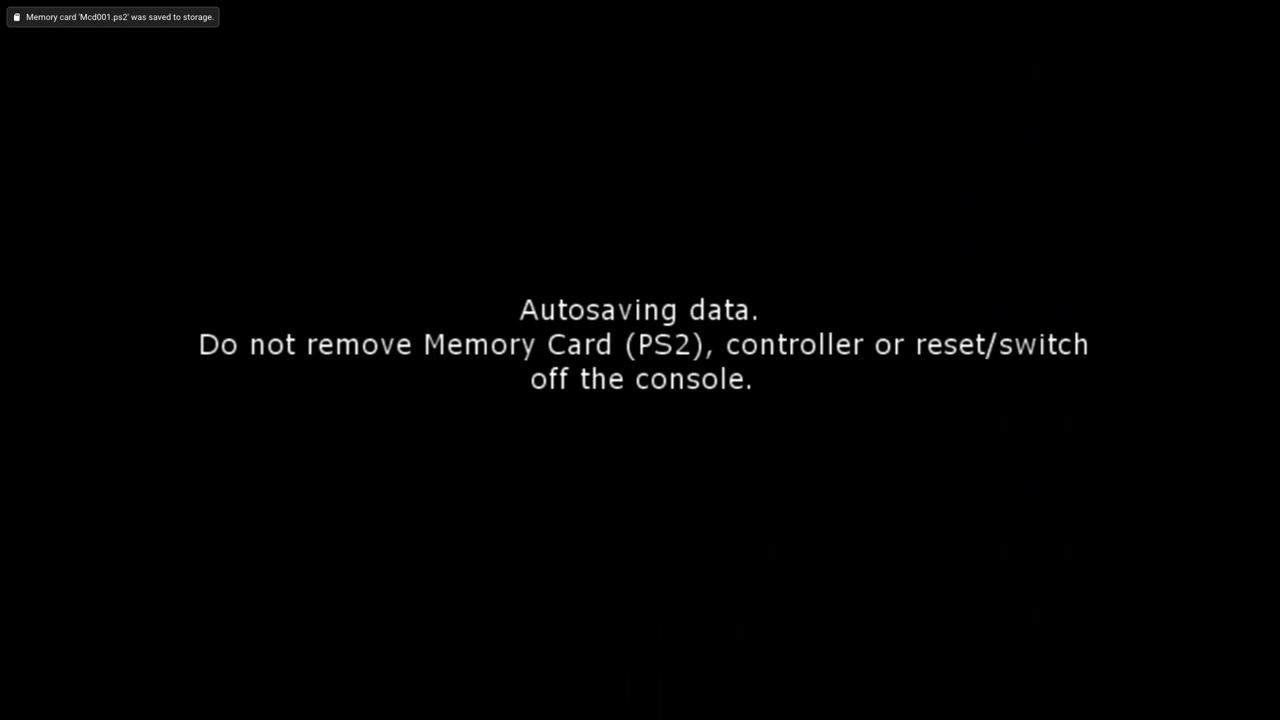 Memory card 'Mcd001.ps2' was saved to storage.
Autosaving data.
Do not remove Memory Card (PS2), controller or reset/switch
off the console.